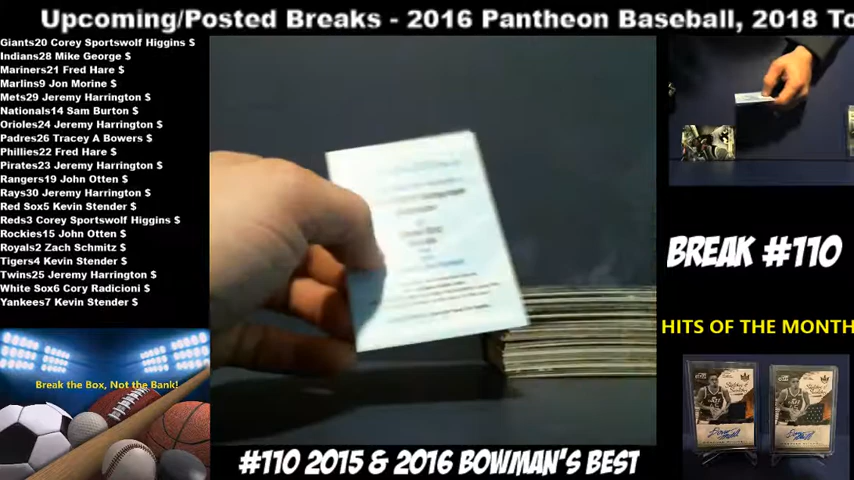 Upcoming/Posted Breaks - 2016 Pantheon Baseball, 2018 To
Giants20 Corey Sportswolf Higgins $
Indians28 Mike George $
Mariners21 Fred Hare $
Marlins9 Jon Morine $
Mets29 Jeremy Harrington $
Nationals14 Sam Burton $
Orioles24 Jeremy Harrington $
Padres26 Tracey A Bowers $
Phillies22 Fred Hare $
Pirates23 Jeremy Harrington $
Rangers19 John Otten $
Rays30 Jeremy Harrington $
Red Sox5 Kevin Stender $
Reds3 Corey Sportswolf Higgins $
Rockies15 John Otten $
Royals2 Zach Schmitz $
Tigers4 Kevin Stender $
Twins25 Jeremy Harrington $
White Sox6 Cory Radicioni $
Yankees7 Kevin Stender $
Break the Box, Not the Bank!
BREAK #110
HITS OF THE MONTH
#110 2015 & 2016 BOWMAN'S BEST